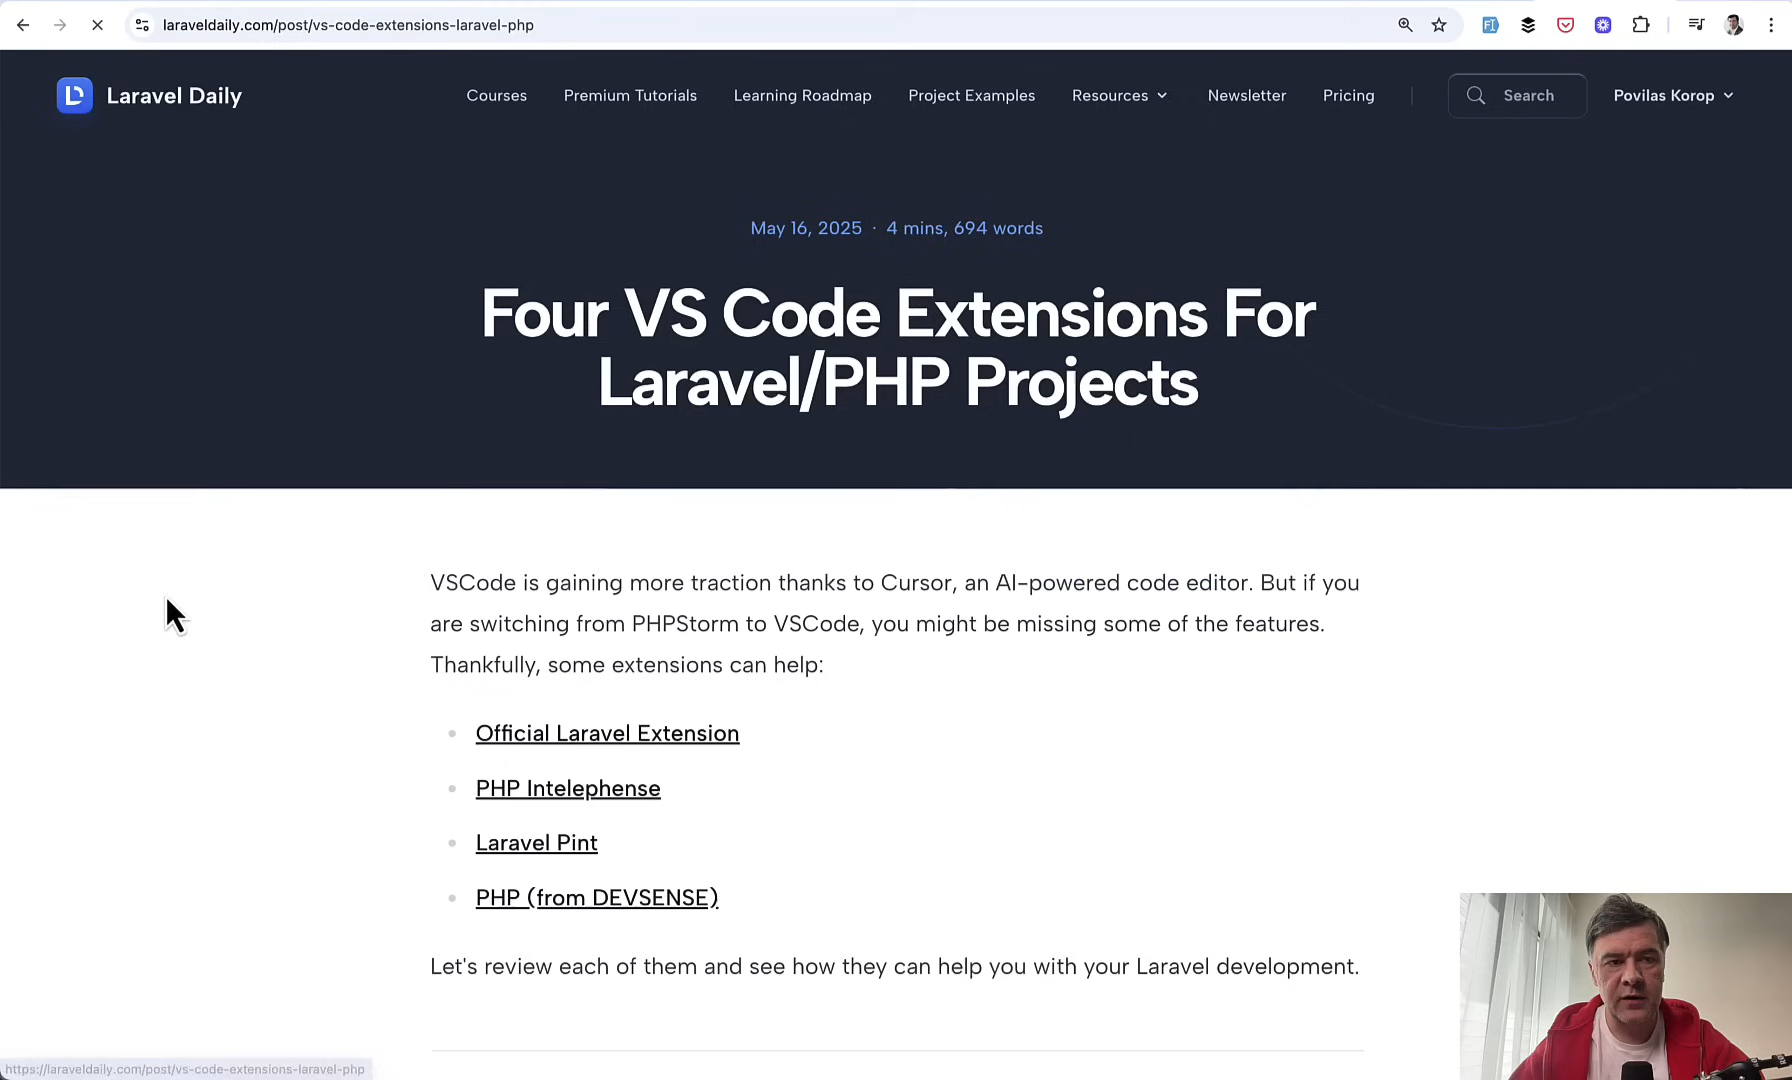 laraveldaily.com/post/vs-code-extensions-laravel-php
Laravel Daily
Courses
Premium Tutorials
Learning Roadmap
Project Examples
Resources
Newsletter
Pricing
Search
Povilas Korop
May 16, 2025 · 4 mins, 694 words
Four VS Code Extensions For
Laravel/PHP Projects
VSCode is gaining more traction thanks to Cursor, an AI-powered code editor. But if you
are switching from PHPStorm to VSCode, you might be missing some of the features.
Thankfully, some extensions can help:
Official Laravel Extension
PHP Intelephense
Laravel Pint
PHP (from DEVSENSE)
Let's review each of them and see how they can help you with your Laravel development.
https://laraveldaily.com/post/vs-code-extensions-laravel-php